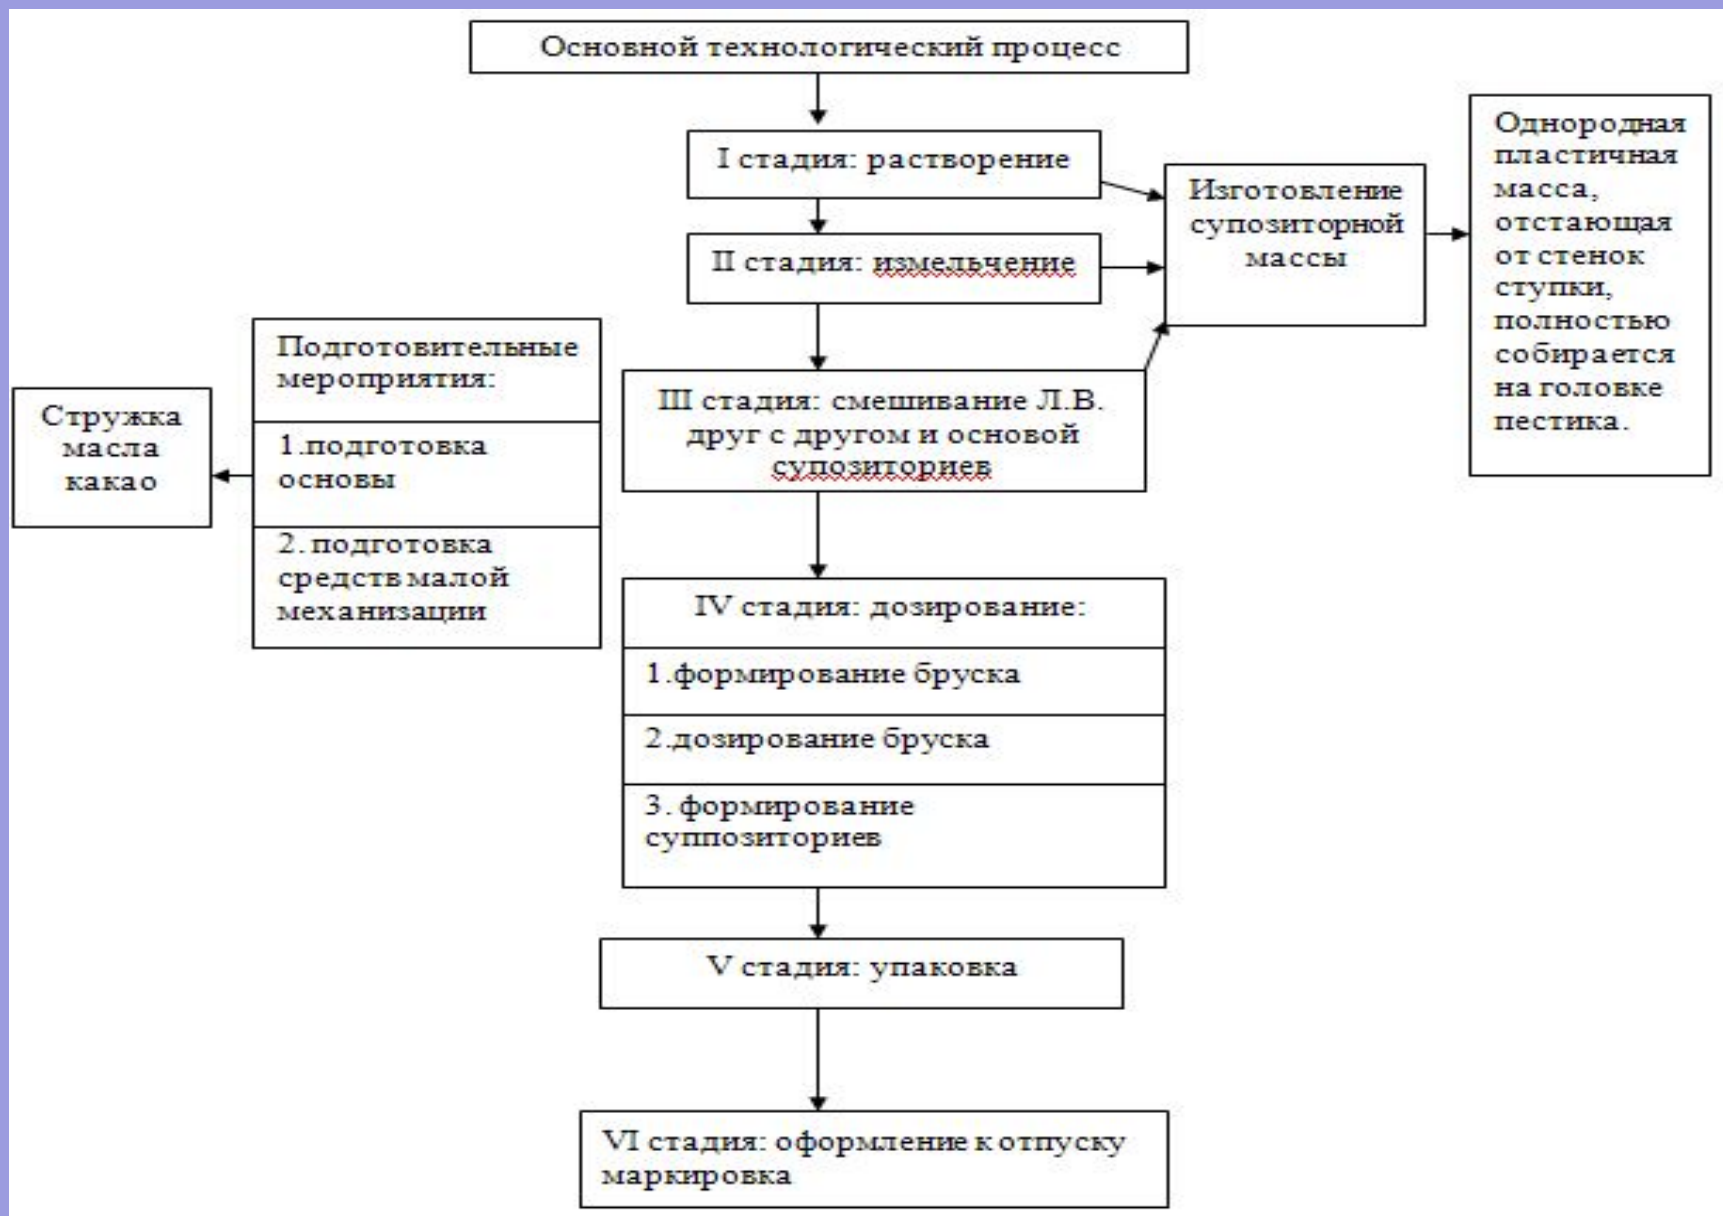 Основной технологический процесс
I стадия: растворение
II стадия: измельчение
Изготовление
супозиторной
массы
Однородная
пластичная
масса,
отстающая
от стенок
ступки,
полностью
собирается
на головке
пестика.
Подготовительные
мероприятия:
1.подготовка
основы
2. подготовка
средств малой
механизации
Стружка
масла
какао
III стадия: смешивание Л.В.
друг с другом и основой
супозиториев
IV стадия: дозирование:
1.формирование бруска
2.дозирование бруска
3. формирование
суппозиториев
V стадия: упаковка
VI стадия: оформление к отпуску
маркировка